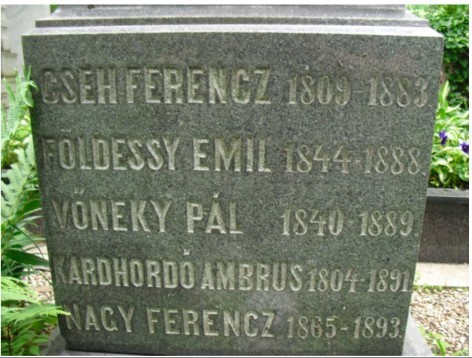 CSEH FERENCZ 1809-1883.
FÖLDESSY EMIL 1844-1888.
VŐNEKY PÁL 1840-1889.
KARDHORDÓ AMBRUS 1804-1891.
NAGY FERENCZ 1865-1893.